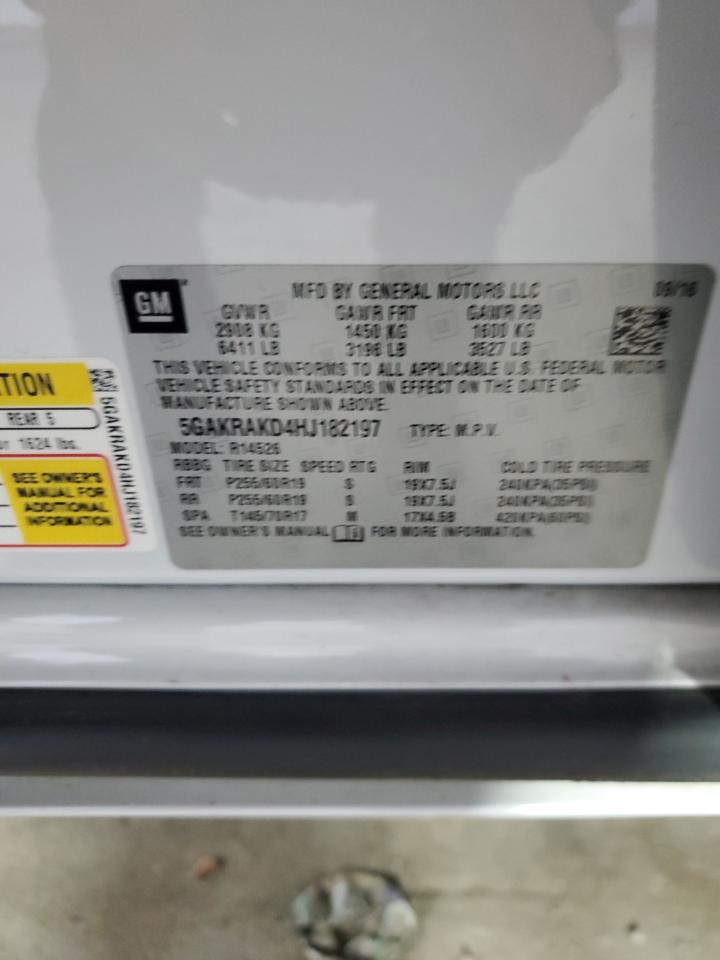 GM
MFD BY GENERAL MOTORS LLC
GVWR GAWR FRT GAWR RR
2908 KG 1450 KG 1600 KG
6411 LB 3196 LB 3527 LB
THIS VEHICLE CONFORMS TO ALL APPLICABLE U.S. FEDERAL MOTOR
VEHICLE SAFETY STANDARDS IN EFFECT ON THE DATE OF
MANUFACTURE SHOWN ABOVE.
5GAKRAKD4HJ182197 TYPE: M.P.V.
MODEL: R14526
TIRE SIZE SPEED RTG RIM COLD TIRE PRESSURE
FRT P255/60R19 S 19X7.5J 240KPA(35PSI)
RR P255/60R19 S 19X7.5J 240KPA(35PSI)
SPA T145/70R17 M 17X4.5B 420KPA(60PSI)
SEE OWNER'S MANUAL FOR MORE INFORMATION.
TION
REAR 5
r 1624 lbs.
SEE OWNER'S
MANUAL FOR
ADDITIONAL
INFORMATION
5GAKRAKD4HJ182197